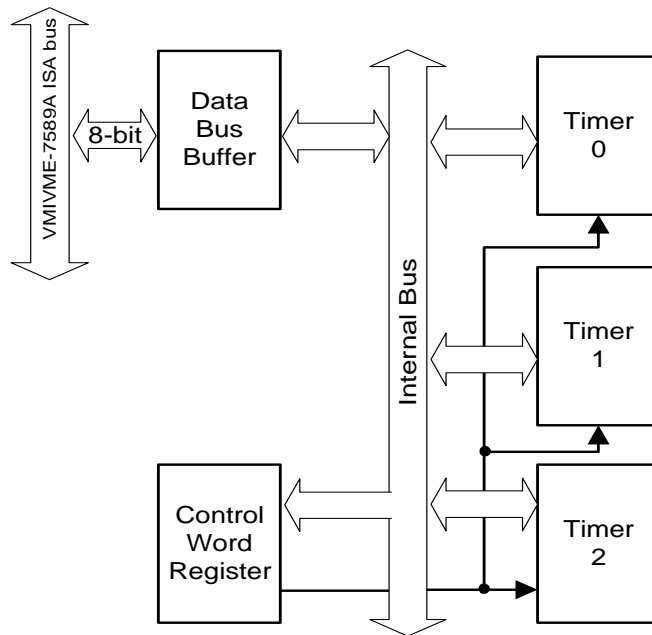 VMIVME-7589A ISA bus
8-bit
Data
Bus
Buffer
Timer
0
Internal Bus
Timer
1
Control
Word
Register
Timer
2